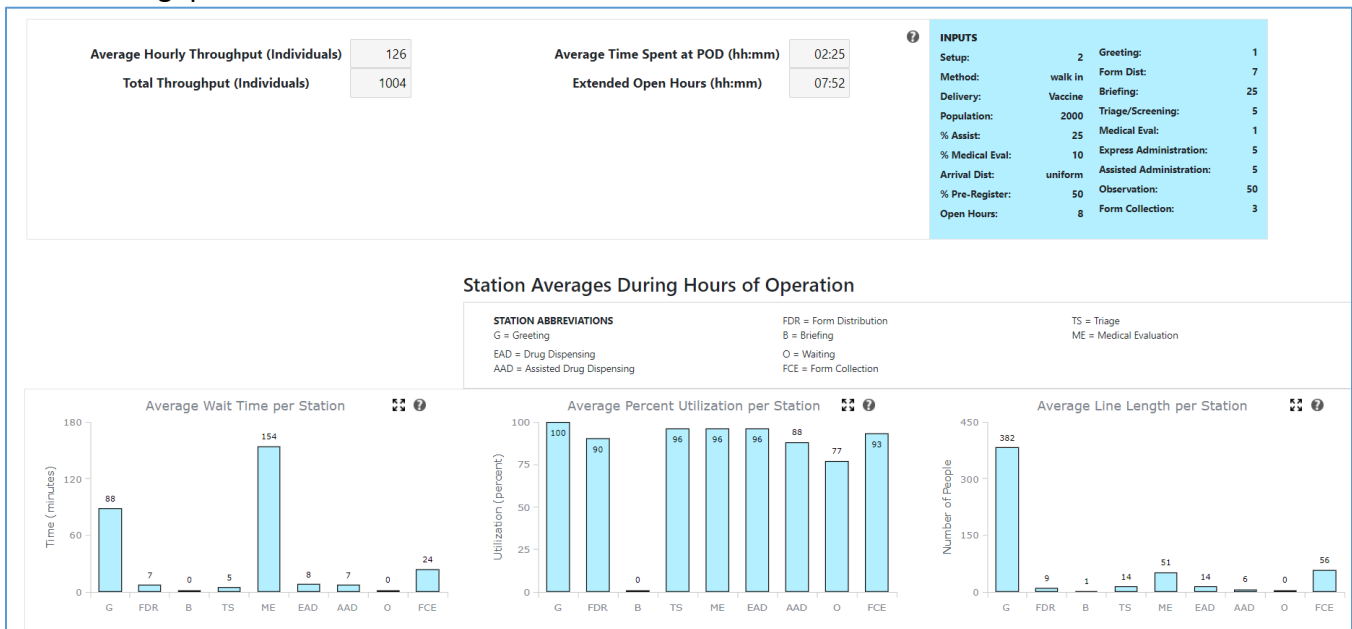 Average Hourly Throughput (Individuals) 126 Average Time Spent at POD (hh:mm) 02:25
Total Throughput (Individuals) 1004 Extended Open Hours (hh:mm) 07:52
?
INPUTS
Setup: 2 Greeting: 1
Method: walk in Form Dist: 7
Delivery: Vaccine Briefing: 25
Population: 2000 Triage/Screening: 5
% Assist: 25 Medical Eval: 1
% Medical Eval: 10 Express Administration: 5
Arrival Dist: uniform Assisted Administration: 5
% Pre-Register: 50 Observation: 50
Open Hours: 8 Form Collection: 3
Station Averages During Hours of Operation
STATION ABBREVIATIONS FDR = Form Distribution TS = Triage
G = Greeting B = Briefing ME = Medical Evaluation
EAD = Drug Dispensing O = Waiting
AAD = Assisted Drug Dispensing FCE = Form Collection
Average Wait Time per Station ?
Time (minutes)
180
120
60
0
88 7 0 5 154 8 7 0 24
G FDR B TS ME EAD AAD O FCE
Average Percent Utilization per Station ?
Utilization (percent)
100
75
50
25
0
100 90 0 96 96 96 88 77 93
G FDR B TS ME EAD AAD O FCE
Average Line Length per Station ?
Number of People
450
300
150
0
382 9 1 14 51 14 6 0 56
G FDR B TS ME EAD AAD O FCE